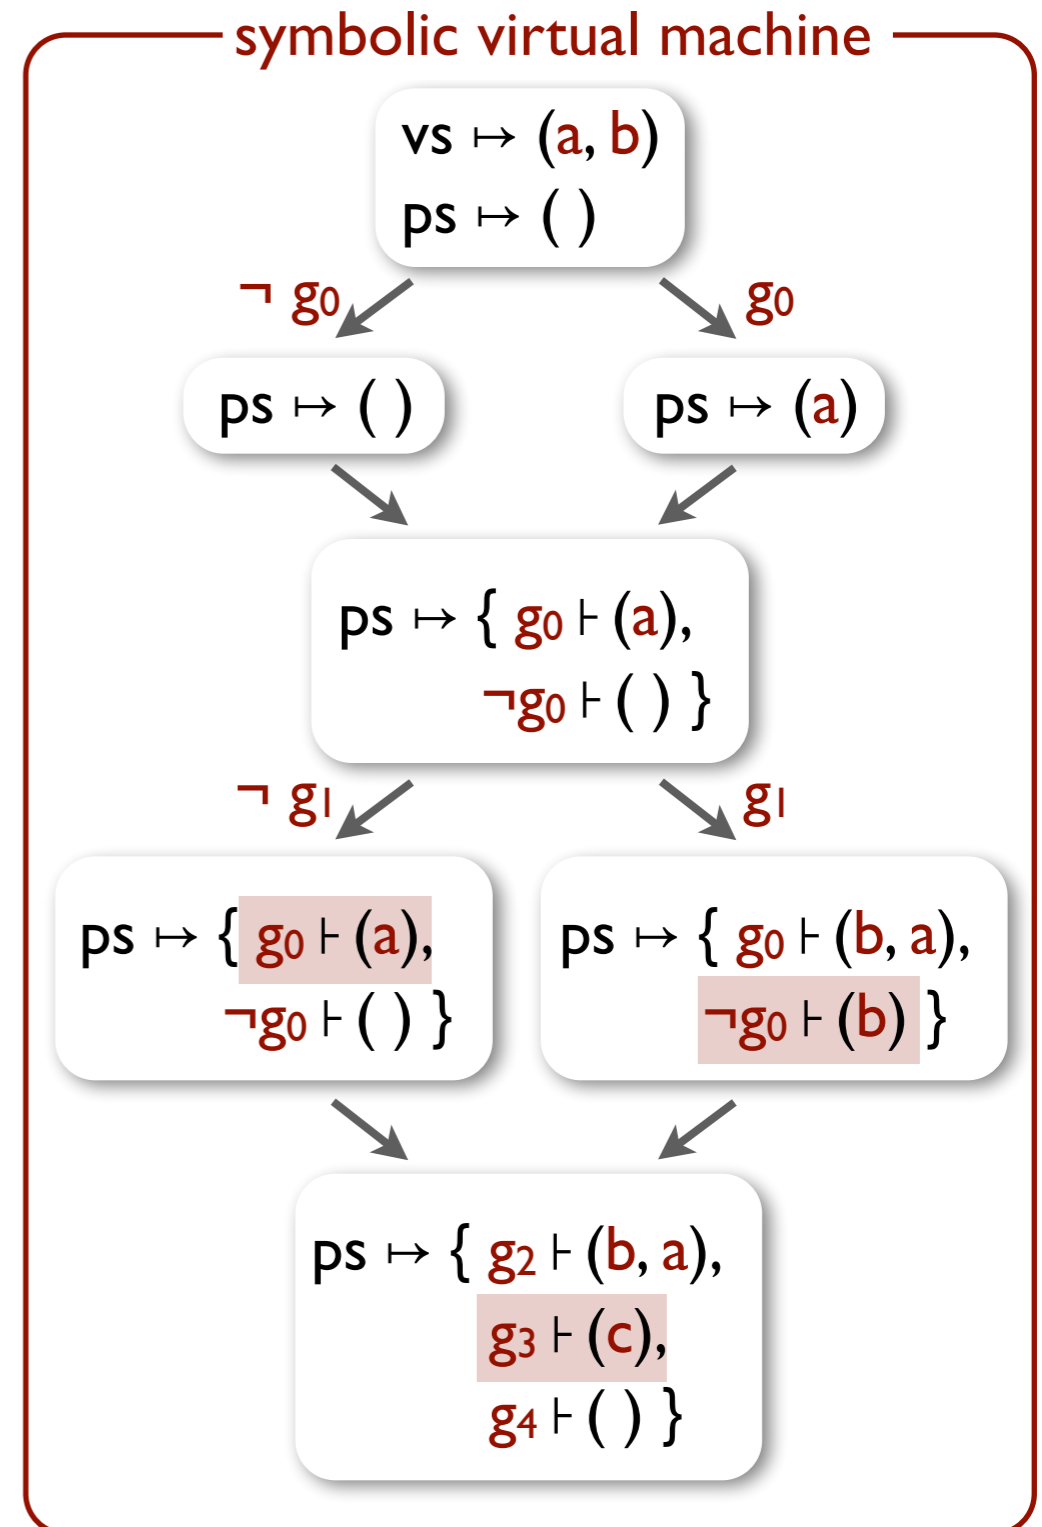 symbolic virtual machine
vs ↦ (a, b)
ps ↦ ( )
¬ g₀
g₀
ps ↦ ( )
ps ↦ (a)
ps ↦ { g₀ ⊦ (a),
¬g₀ ⊦ ( ) }
¬ g₁
g₁
ps ↦ { g₀ ⊦ (a),
¬g₀ ⊦ ( ) }
ps ↦ { g₀ ⊦ (b, a),
¬g₀ ⊦ (b) }
ps ↦ { g₂ ⊦ (b, a),
g₃ ⊦ (c),
g₄ ⊦ ( ) }